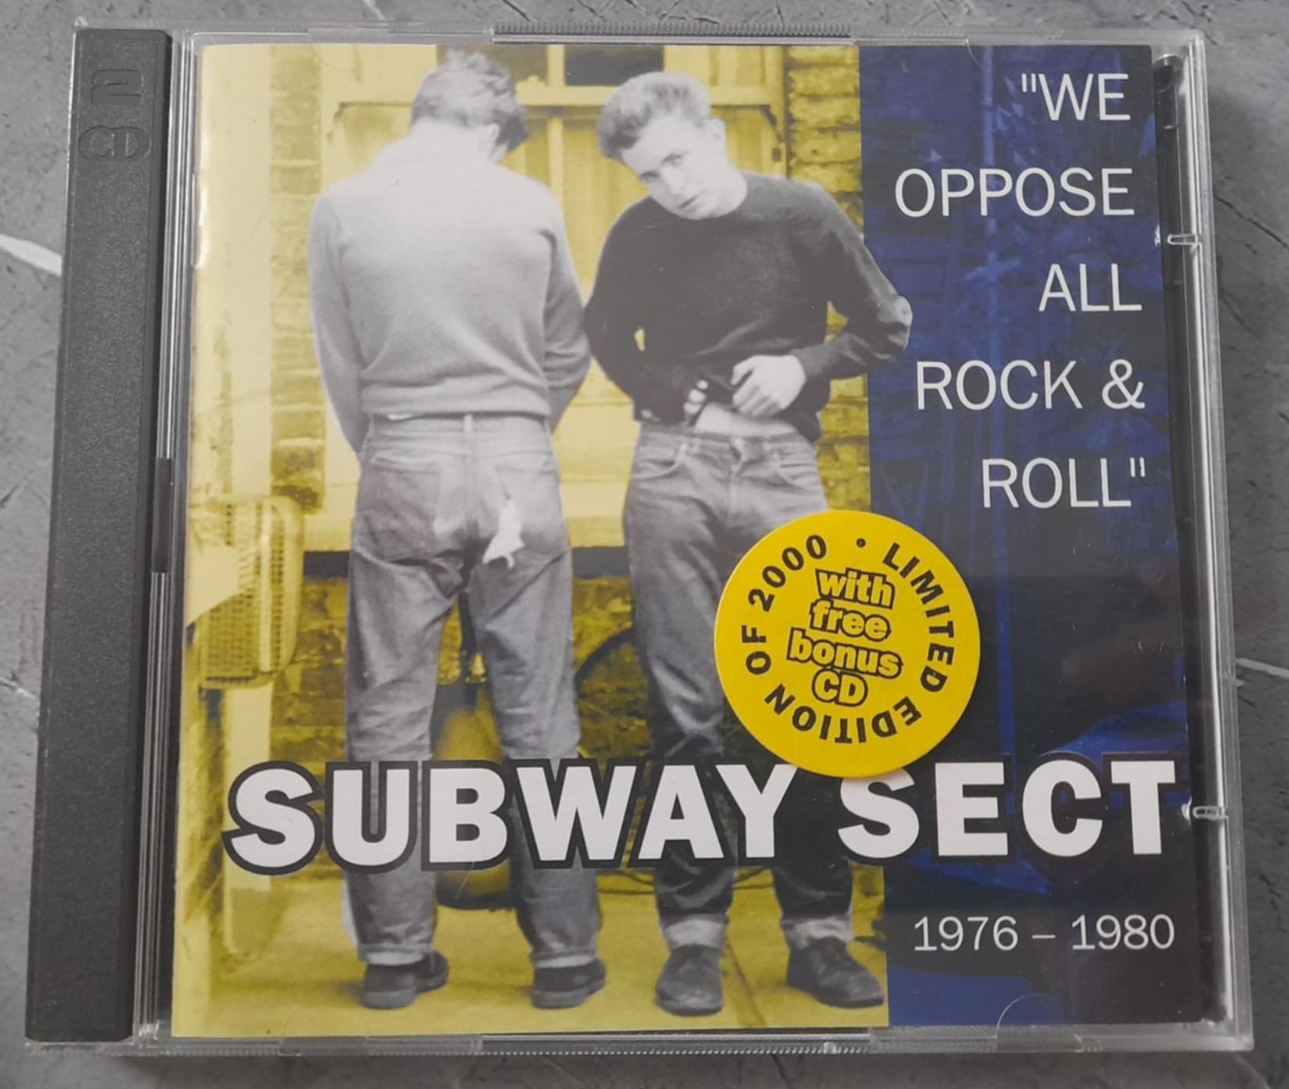 2
CD
"WE
OPPOSE
ALL
ROCK &
ROLL"
LIMITED EDITION OF 2000 •
with
free
bonus
CD
SUBWAY SECT
1976 – 1980